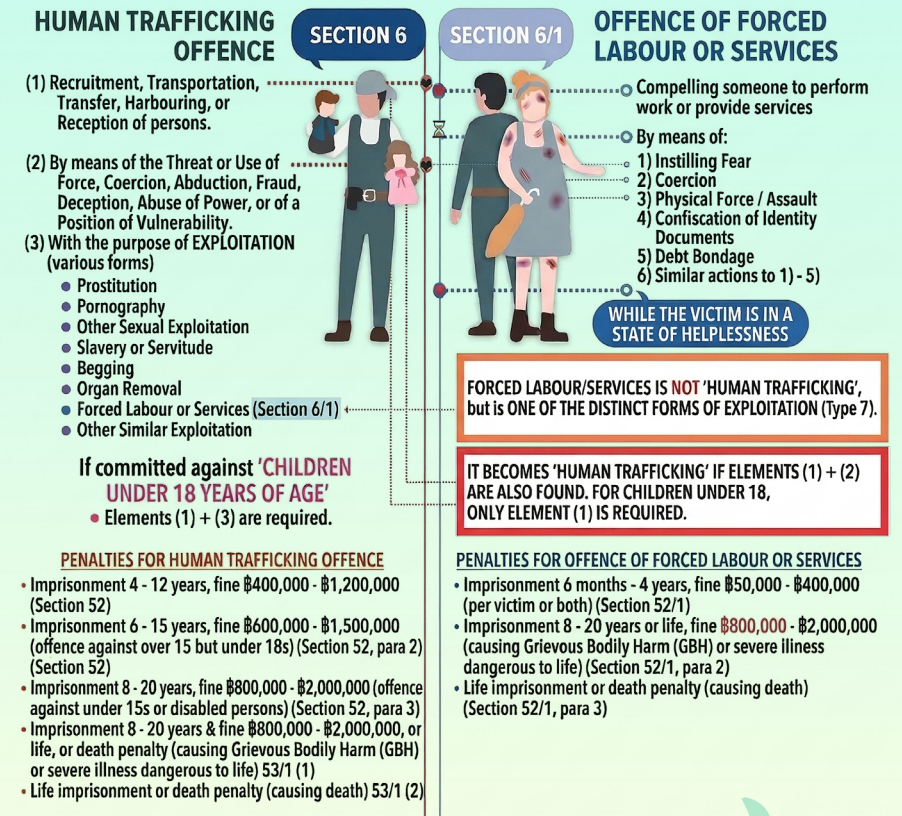 HUMAN TRAFFICKING
OFFENCE
SECTION 6
(1) Recruitment, Transportation,
Transfer, Harbouring, or
Reception of persons.
(2) By means of the Threat or Use of
Force, Coercion, Abduction, Fraud,
Deception, Abuse of Power, or of a
Position of Vulnerability.
(3) With the purpose of EXPLOITATION
(various forms)
• Prostitution
• Pornography
• Other Sexual Exploitation
• Slavery or Servitude
• Begging
• Organ Removal
• Forced Labour or Services (Section 6/1)
• Other Similar Exploitation
If committed against 'CHILDREN
UNDER 18 YEARS OF AGE'
• Elements (1) + (3) are required.
PENALTIES FOR HUMAN TRAFFICKING OFFENCE
• Imprisonment 4 - 12 years, fine ฿400,000 - ฿1,200,000
(Section 52)
• Imprisonment 6 - 15 years, fine ฿600,000 - ฿1,500,000
(offence against over 15 but under 18s) (Section 52, para 2)
(Section 52)
• Imprisonment 8 - 20 years, fine ฿800,000 - ฿2,000,000 (offence
against under 15s or disabled persons) (Section 52, para 3)
• Imprisonment 8 - 20 years & fine ฿800,000 - ฿2,000,000, or
life, or death penalty (causing Grievous Bodily Harm (GBH)
or severe illness dangerous to life) 53/1 (1)
• Life imprisonment or death penalty (causing death) 53/1 (2)
SECTION 6/1
OFFENCE OF FORCED
LABOUR OR SERVICES
Compelling someone to perform
work or provide services
By means of:
1) Instilling Fear
2) Coercion
3) Physical Force / Assault
4) Confiscation of Identity
Documents
5) Debt Bondage
6) Similar actions to 1) - 5)
WHILE THE VICTIM IS IN A
STATE OF HELPLESSNESS
FORCED LABOUR/SERVICES IS NOT 'HUMAN TRAFFICKING',
but is ONE OF THE DISTINCT FORMS OF EXPLOITATION (Type 7).
IT BECOMES 'HUMAN TRAFFICKING' IF ELEMENTS (1) + (2)
ARE ALSO FOUND. FOR CHILDREN UNDER 18,
ONLY ELEMENT (1) IS REQUIRED.
PENALTIES FOR OFFENCE OF FORCED LABOUR OR SERVICES
• Imprisonment 6 months - 4 years, fine ฿50,000 - ฿400,000
(per victim or both) (Section 52/1)
• Imprisonment 8 - 20 years or life, fine ฿800,000 - ฿2,000,000
(causing Grievous Bodily Harm (GBH) or severe illness
dangerous to life) (Section 52/1, para 2)
• Life imprisonment or death penalty (causing death)
(Section 52/1, para 3)